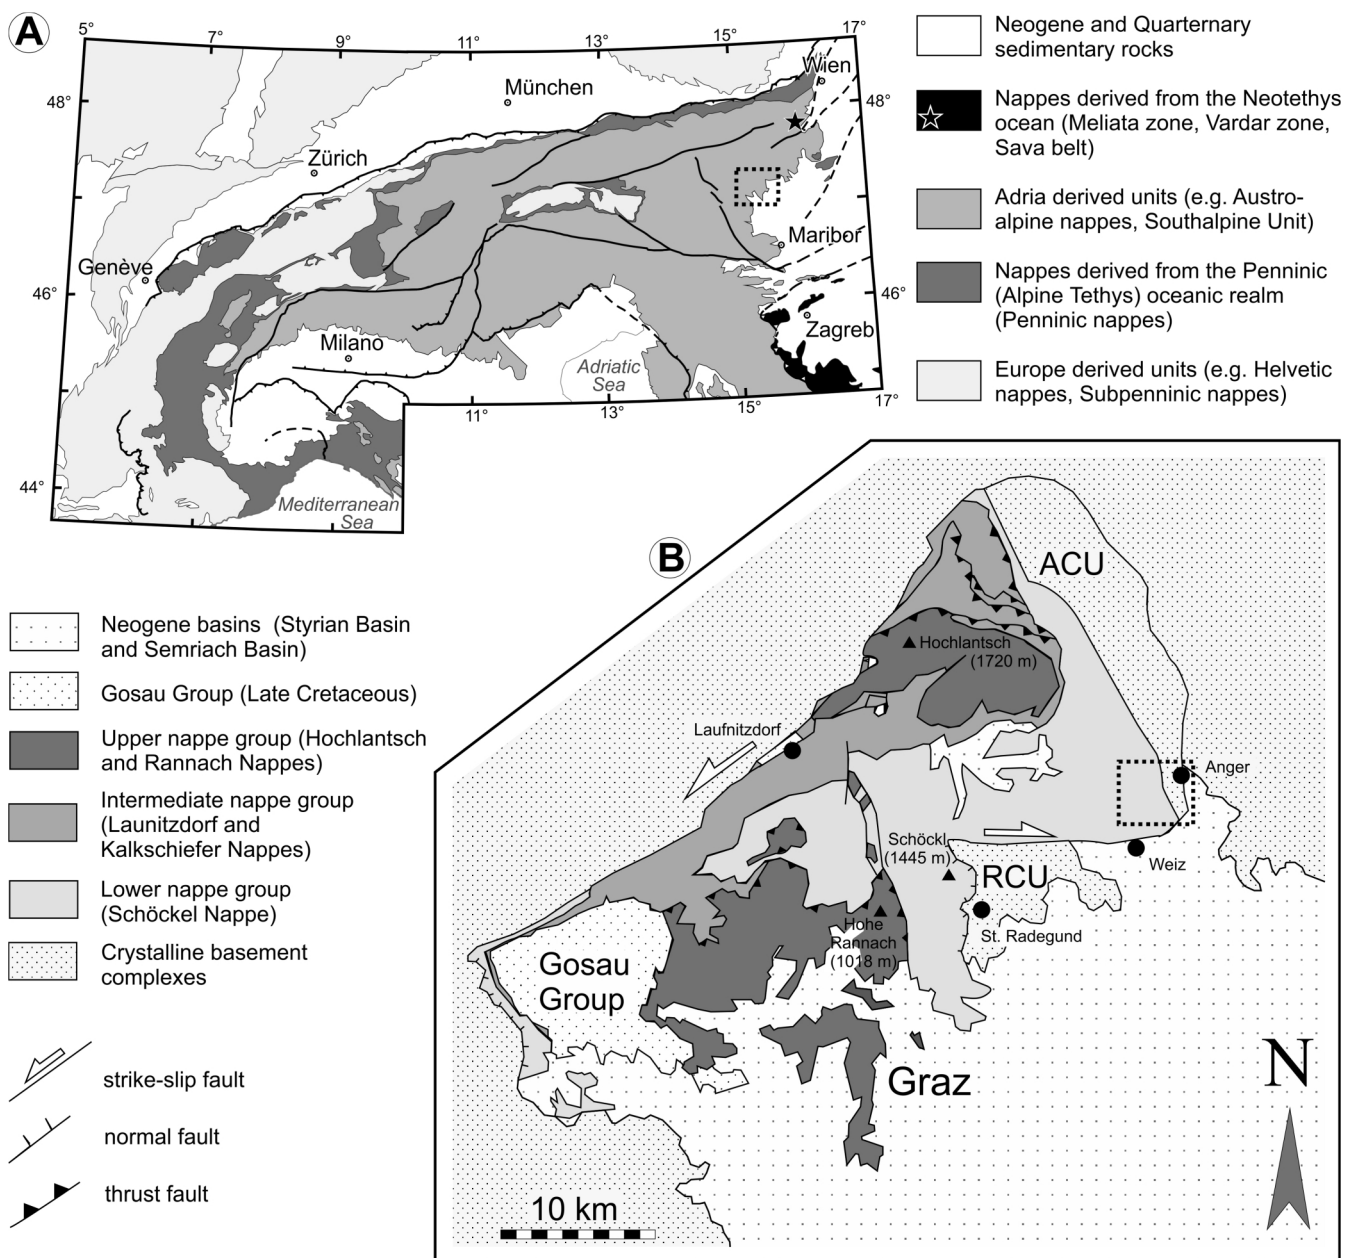 A
5°
7°
9°
11°
13°
15°
17°
48°
46°
44°
48°
46°
11°
13°
15°
17°
Wien
München
Zürich
Genève
Maribor
Milano
Zagreb
Adriatic
Sea
Mediterranean
Sea
Neogene and Quarternary
sedimentary rocks
Nappes derived from the Neotethys
ocean (Meliata zone, Vardar zone,
Sava belt)
Adria derived units (e.g. Austro-
alpine nappes, Southalpine Unit)
Nappes derived from the Penninic
(Alpine Tethys) oceanic realm
(Penninic nappes)
Europe derived units (e.g. Helvetic
nappes, Subpenninic nappes)
B
Neogene basins (Styrian Basin
and Semriach Basin)
Gosau Group (Late Cretaceous)
Upper nappe group (Hochlantsch
and Rannach Nappes)
Intermediate nappe group
(Launitzdorf and
Kalkschiefer Nappes)
Lower nappe group
(Schöckel Nappe)
Crystalline basement
complexes
strike-slip fault
normal fault
thrust fault
ACU
Hochlantsch
(1720 m)
Laufnitzdorf
Anger
Schöckl
(1445 m)
Weiz
RCU
St. Radegund
Hohe
Rannach
(1018 m)
Gosau
Group
Graz
N
10 km